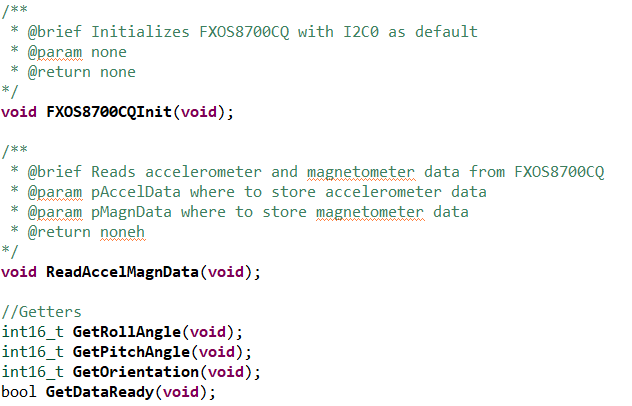 /**
 * @brief Initializes FXOS8700CQ with I2C0 as default
 * @param none
 * @return none
*/
void FXOS8700CQInit(void);

/**
 * @brief Reads accelerometer and magnetometer data from FXOS8700CQ
 * @param pAccelData where to store accelerometer data
 * @param pMagnData where to store magnetometer data
 * @return noneh
*/
void ReadAccelMagnData(void);

//Getters
int16_t GetRollAngle(void);
int16_t GetPitchAngle(void);
int16_t GetOrientation(void);
bool GetDataReady(void);